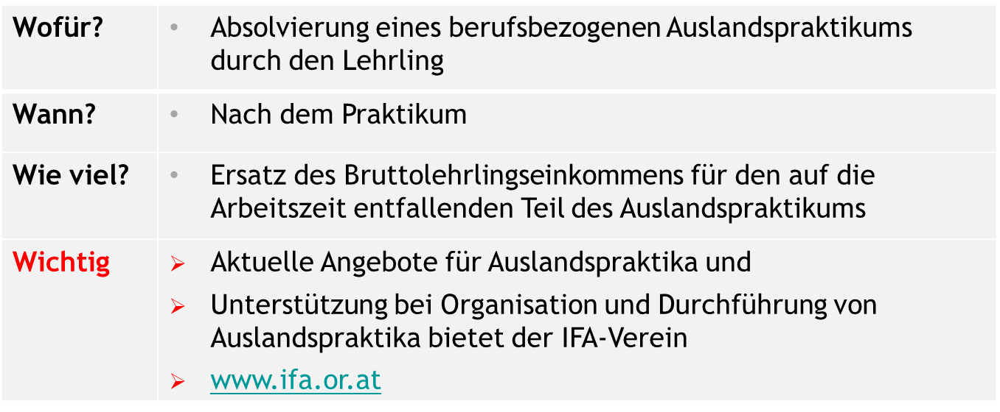 Wofür?
• Absolvierung eines berufsbezogenen Auslandspraktikums
durch den Lehrling
Wann?
• Nach dem Praktikum
Wie viel?
• Ersatz des Bruttolehrlingseinkommens für den auf die
Arbeitszeit entfallenden Teil des Auslandspraktikums
Wichtig
➢ Aktuelle Angebote für Auslandspraktika und
➢ Unterstützung bei Organisation und Durchführung von
Auslandspraktika bietet der IFA-Verein
➢ www.ifa.or.at